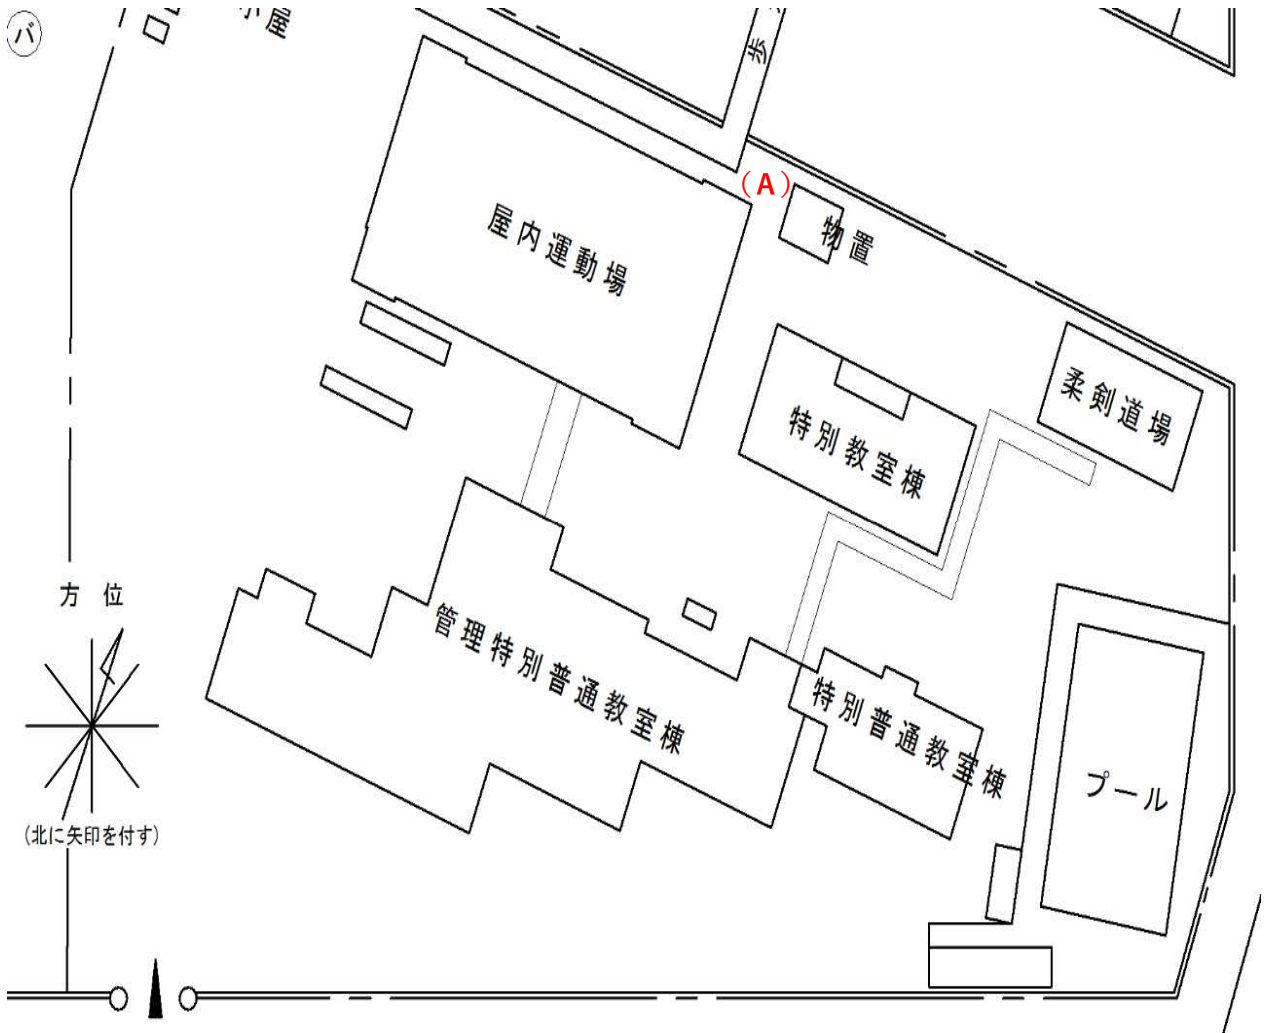 バ
小屋
歩
(A)
物置
屋内運動場
柔剣道場
特別教室棟
方位
管理特別普通教室棟
特別普通教室棟
プール
(北に矢印を付す)